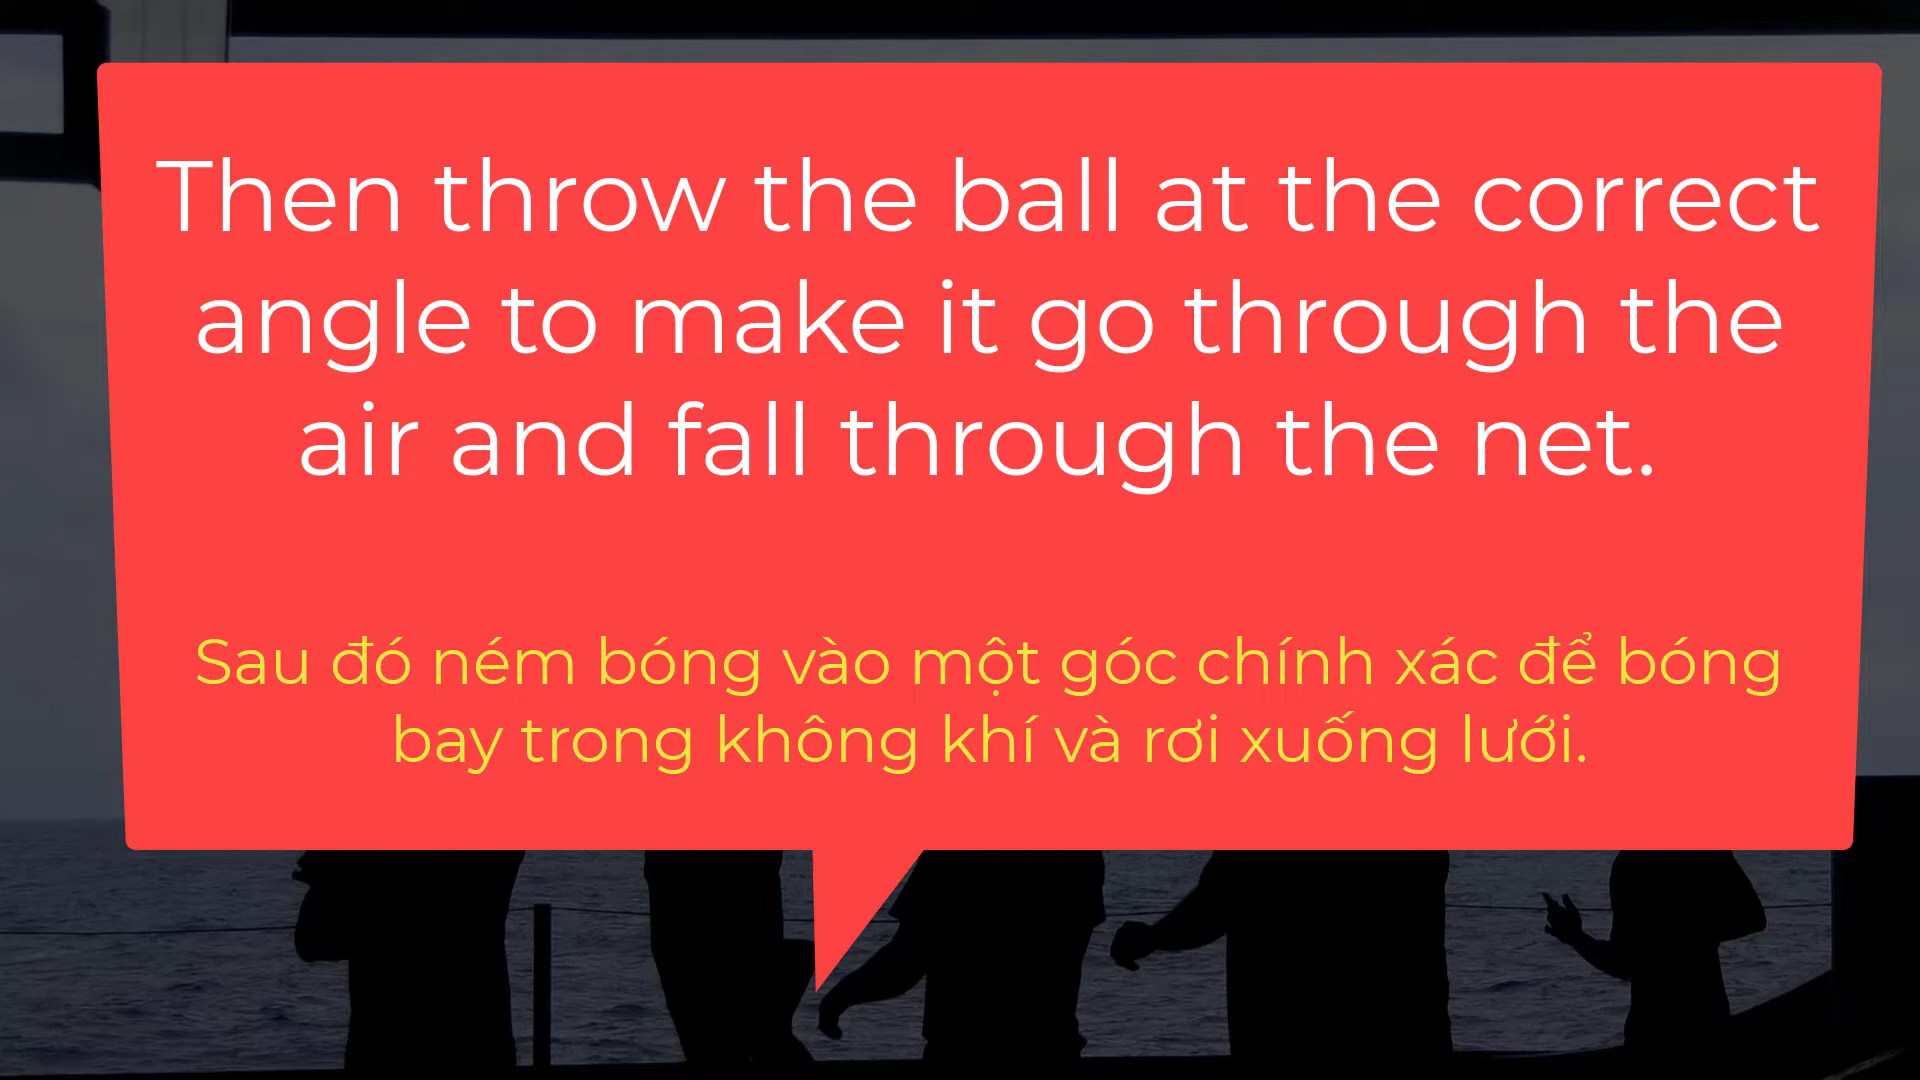 Then throw the ball at the correct
angle to make it go through the
air and fall through the net.
Sau đó ném bóng vào một góc chính xác để bóng
bay trong không khí và rơi xuống lưới.